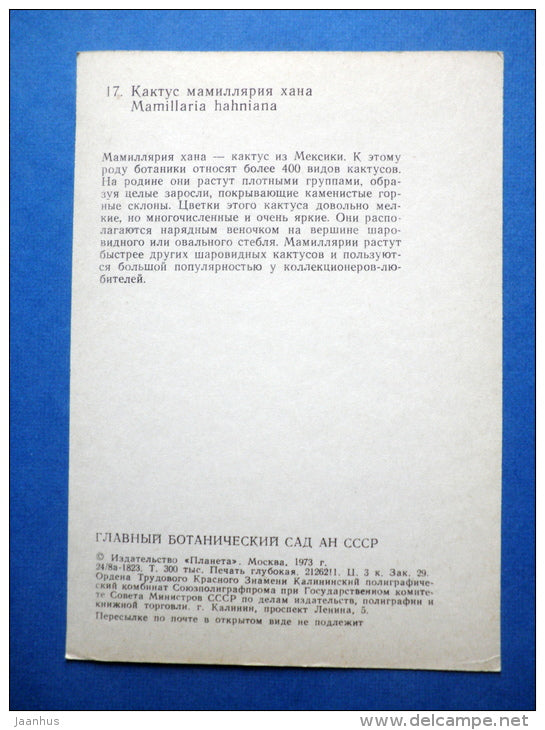 17. Кактус мамиллярия хана
Mamillaria hahniana
Мамиллярия хана — кактус из Мексики. К этому
роду ботаники относят более 400 видов кактусов.
На родине они растут плотными группами, обра-
зуя целые заросли, покрывающие каменистые гор-
ные склоны. Цветки этого кактуса довольно мел-
кие, но многочисленные и очень яркие. Они распо-
лагаются нарядным веночком на вершине шаро-
видного или овального стебля. Мамиллярии растут
быстрее других шаровидных кактусов и пользуют-
ся большой популярностью у коллекционеров-лю-
бителей.
ГЛАВНЫЙ БОТАНИЧЕСКИЙ САД АН СССР
© Издательство «Планета». Москва. 1973 г.
24/8а-1823. Т. 300 тыс. Печать глубокая. 2126211. Ц. 3 к. Зак. 29.
Ордена Трудового Красного Знамени Калининский полиграфиче-
ский комбинат Союзполиграфпрома при Государственном комите-
те Совета Министров СССР по делам издательств, полиграфии и
книжной торговли. г. Калинин, проспект Ленина, 5.
Пересылке по почте в открытом виде не подлежит
Jaanhus
www.delcampe.net